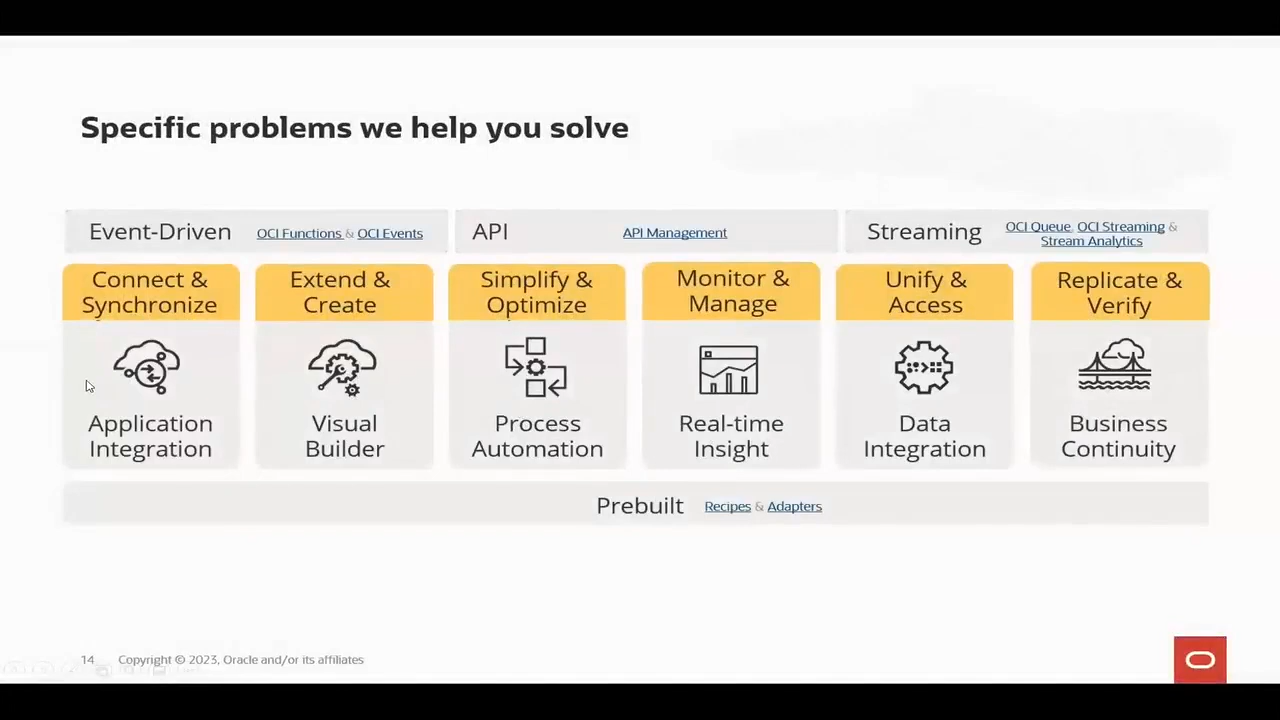 Specific problems we help you solve
Event-Driven OCI Functions & OCI Events
API API Management
Streaming OCI Queue, OCI Streaming &
Stream Analytics
Connect &
Synchronize
Application
Integration
Extend &
Create
Visual
Builder
Simplify &
Optimize
Process
Automation
Monitor &
Manage
Real-time
Insight
Unify &
Access
Data
Integration
Replicate &
Verify
Business
Continuity
Prebuilt Recipes & Adapters
14 Copyright © 2023, Oracle and/or its affiliates